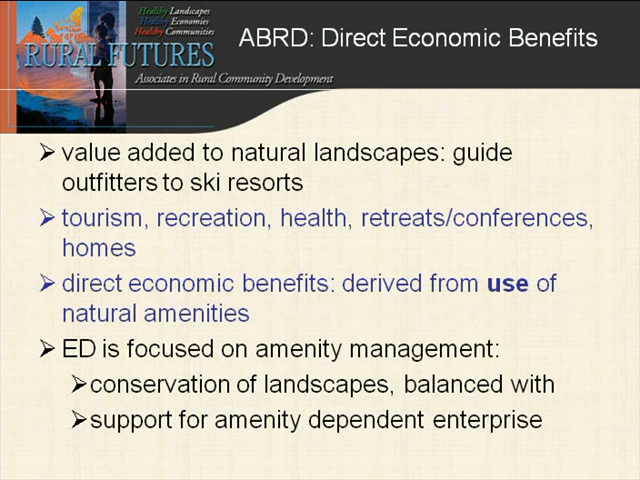 Healthy Landscapes
Healthy Economies
Healthy Communities
RURAL FUTURES
Associates in Rural Community Development
ABRD: Direct Economic Benefits
value added to natural landscapes: guide
outfitters to ski resorts
tourism, recreation, health, retreats/conferences,
homes
direct economic benefits: derived from use of
natural amenities
ED is focused on amenity management:
conservation of landscapes, balanced with
support for amenity dependent enterprise